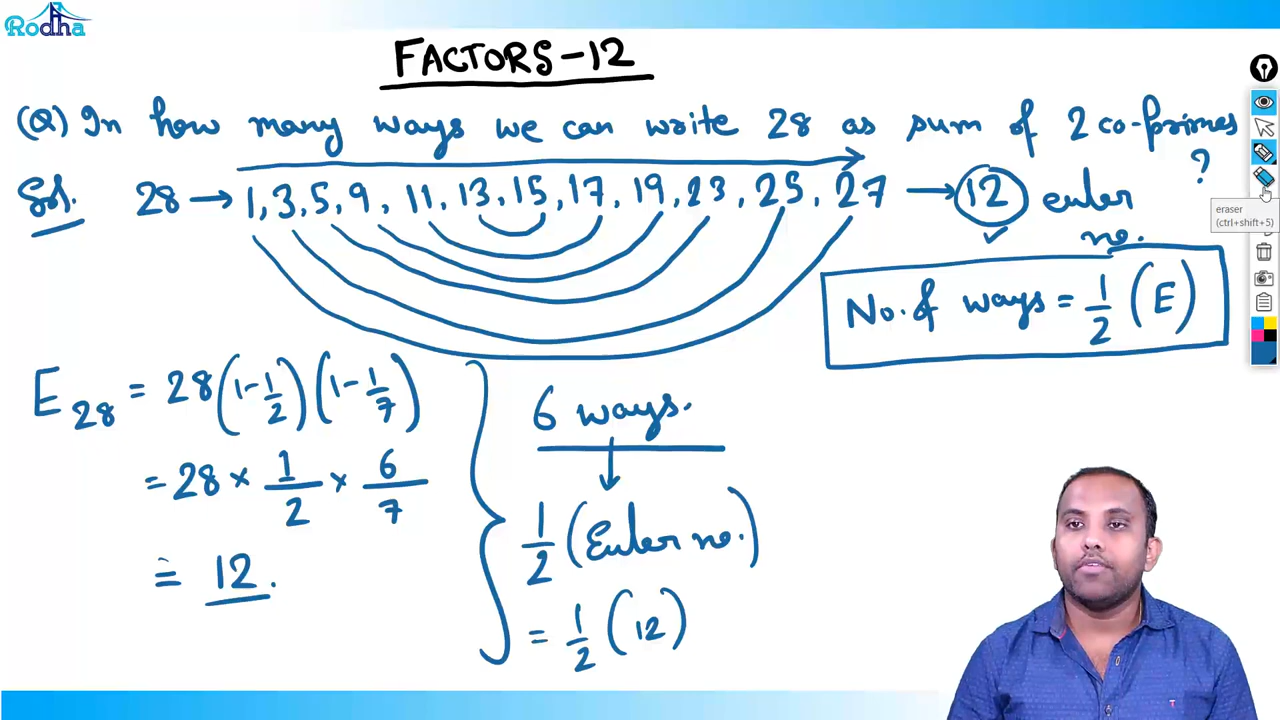 Rodha
FACTORS-12
(Q) In how many ways we can write 28 as sum of 2 co-primes
?
Sol. 28 → 1, 3, 5, 9, 11, 13, 15, 17, 19, 23, 25, 27 → 12 euler
no.
eraser
(ctrl+shift+5)
No. of ways = 1/2 (E)
E28 = 28(1-1/2)(1-1/7)
= 28 × 1/2 × 6/7
= 12.
6 ways.
1/2 (Euler no.)
= 1/2 (12)